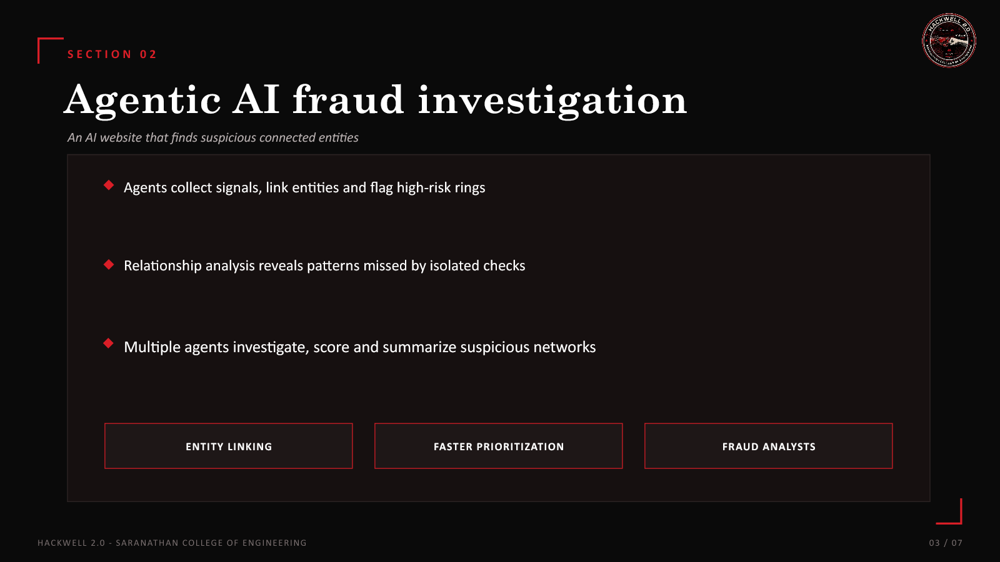 HACKWELL 2.0
SECTION 02
Agentic AI fraud investigation
An AI website that finds suspicious connected entities
Agents collect signals, link entities and flag high-risk rings
Relationship analysis reveals patterns missed by isolated checks
Multiple agents investigate, score and summarize suspicious networks
ENTITY LINKING
FASTER PRIORITIZATION
FRAUD ANALYSTS
HACKWELL 2.0 - SARANATHAN COLLEGE OF ENGINEERING
03 / 07